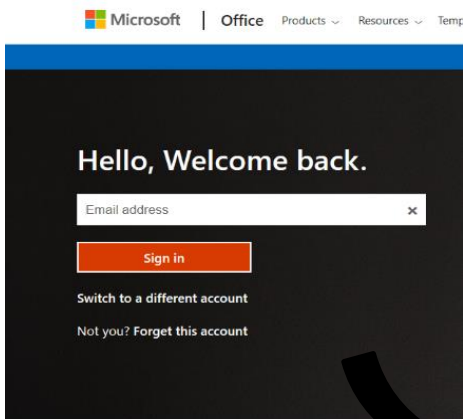 Microsoft | Office Products Resources Temp
Hello, Welcome back.
Email address ×
Sign in
Switch to a different account
Not you? Forget this account